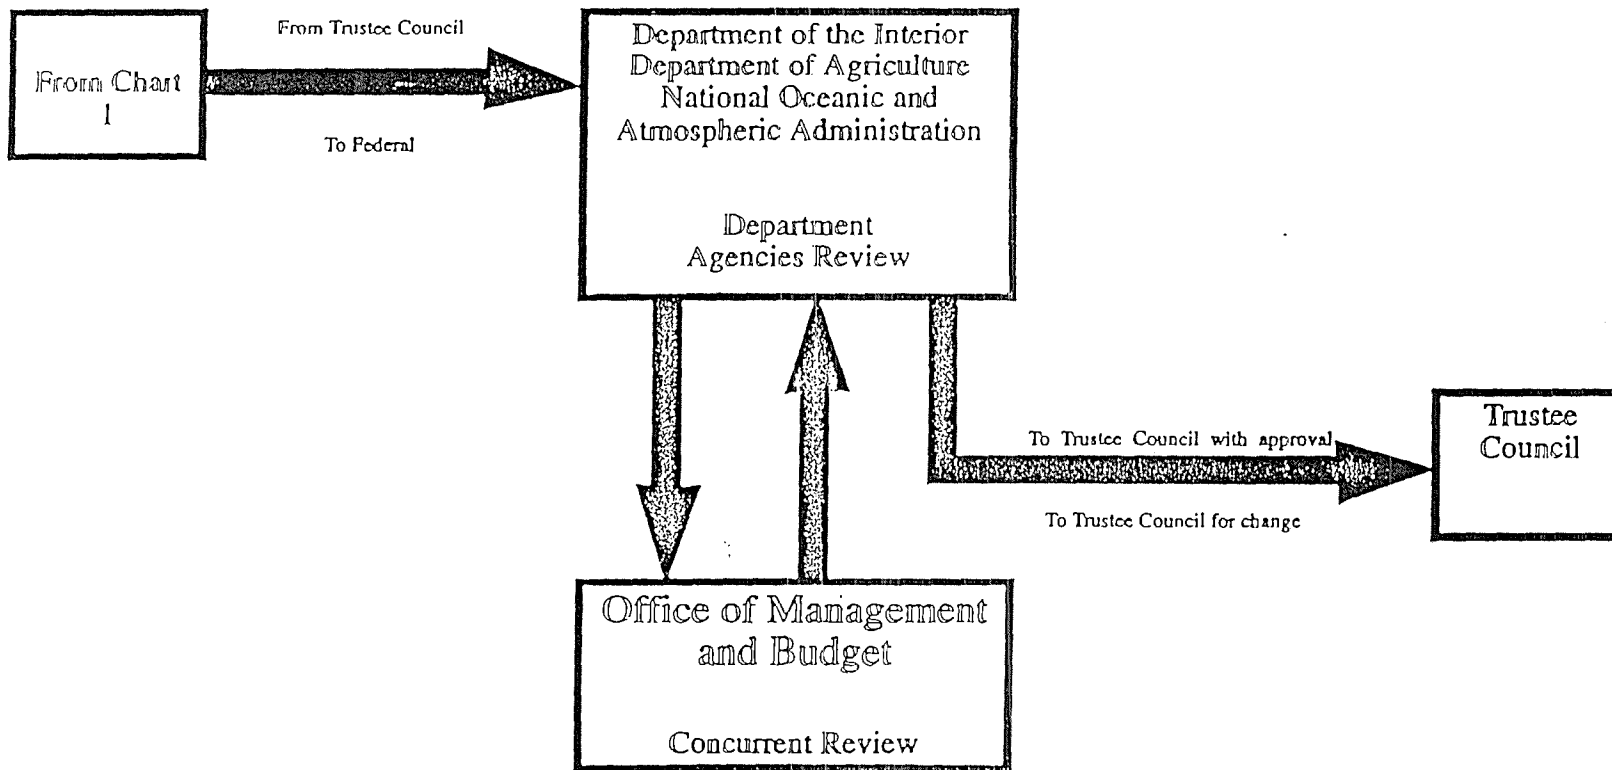 From Trustee Council
From Chart
1
To Federal
Department of the Interior
Department of Agriculture
National Oceanic and
Atmospheric Administration
Department
Agencies Review
To Trustee Council with approval
To Trustee Council for change
Trustee
Council
Office of Management
and Budget
Concurrent Review